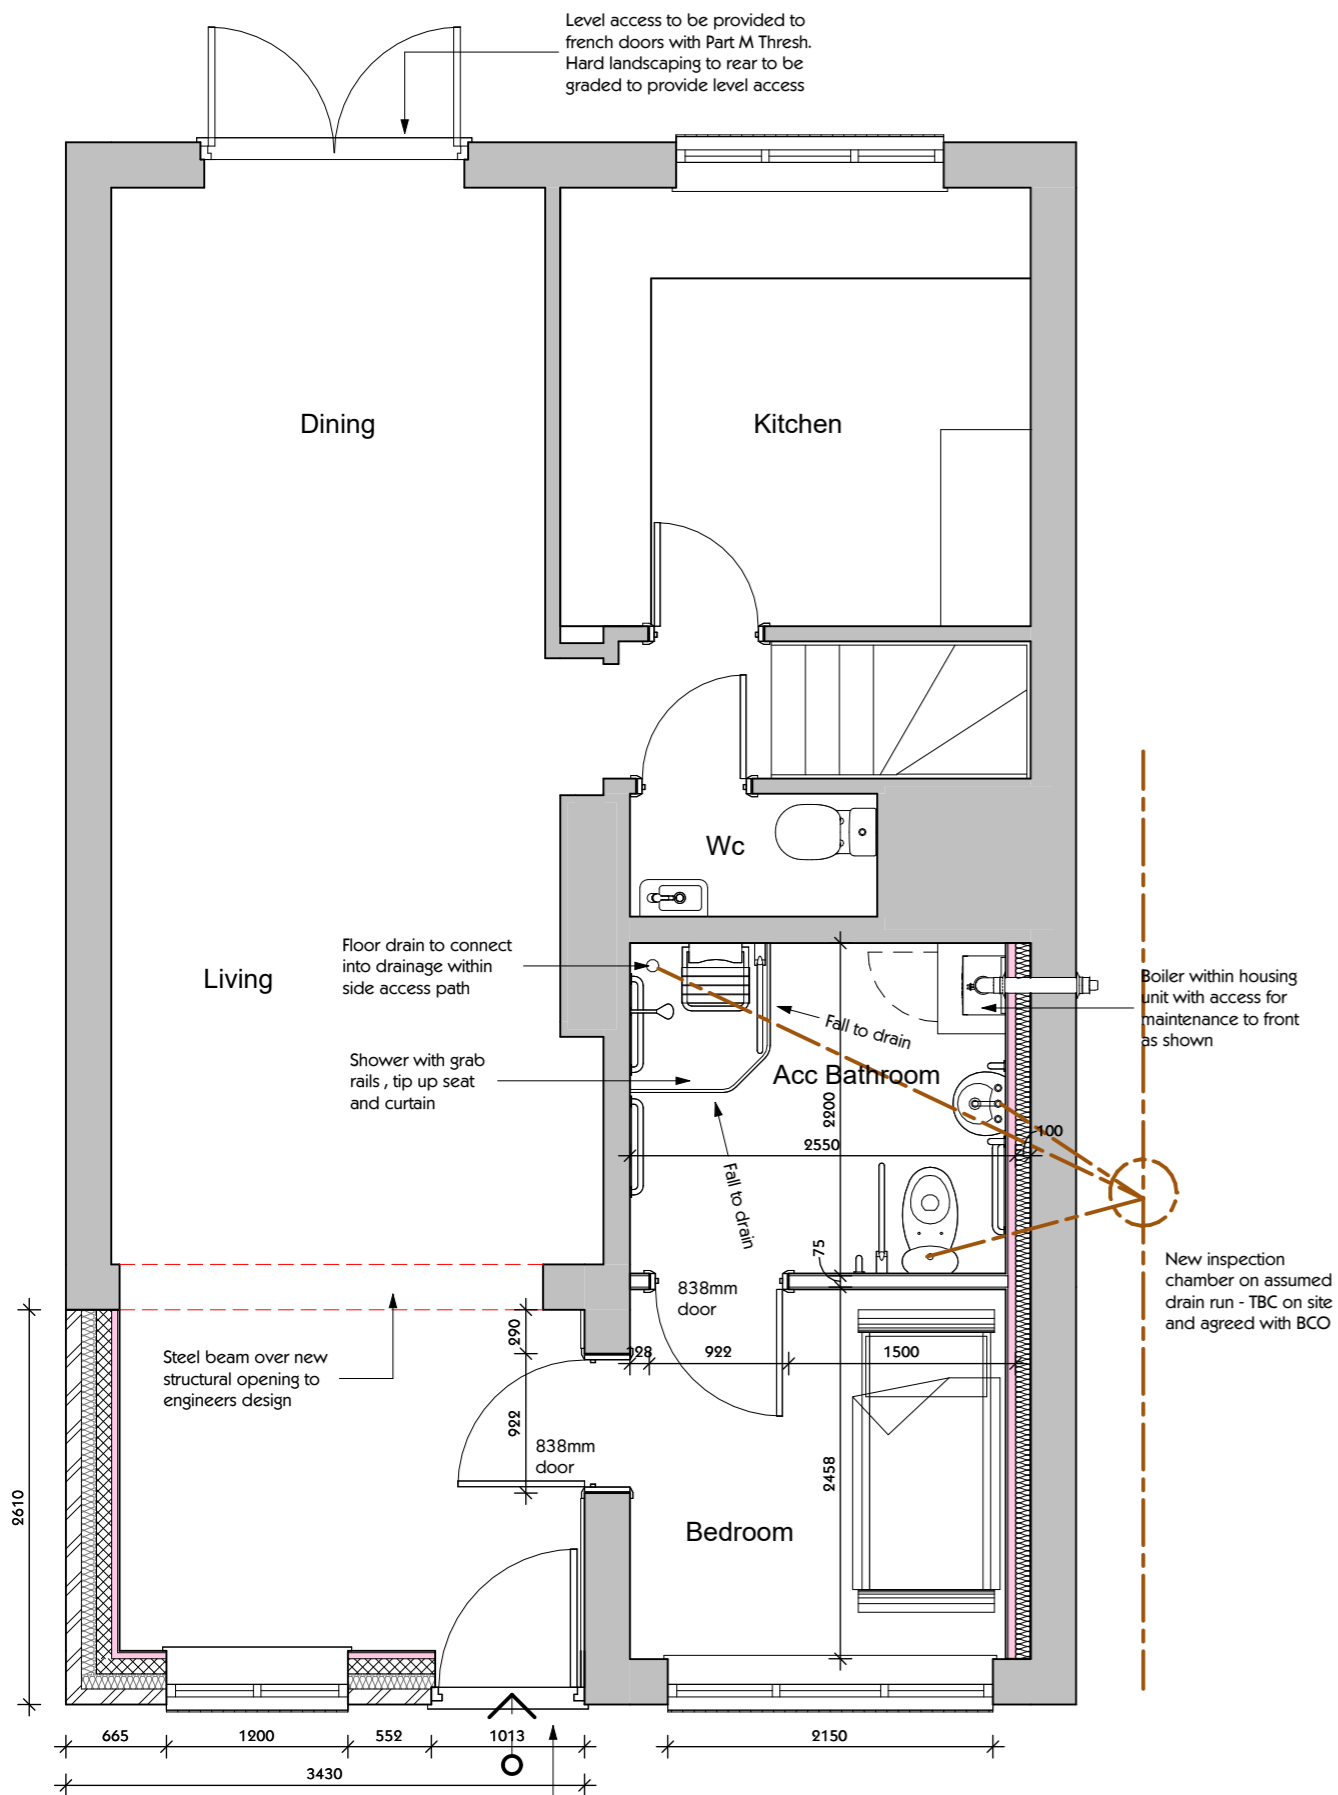 Level access to be provided to
french doors with Part M Thresh.
Hard landscaping to rear to be
graded to provide level access
Dining
Kitchen
Wc
Living
Floor drain to connect
into drainage within
side access path
Shower with grab
rails , tip up seat
and curtain
Fall to drain
Acc Bathroom
Boiler within housing
unit with access for
maintenance to front
as shown
2200
2550
100
Fall to drain
75
838mm
door
New inspection
chamber on assumed
drain run - TBC on site
and agreed with BCO
Steel beam over new
structural opening to
engineers design
290
128
922
1500
922
838mm
door
2458
2610
Bedroom
665
1200
552
1013
2150
3430